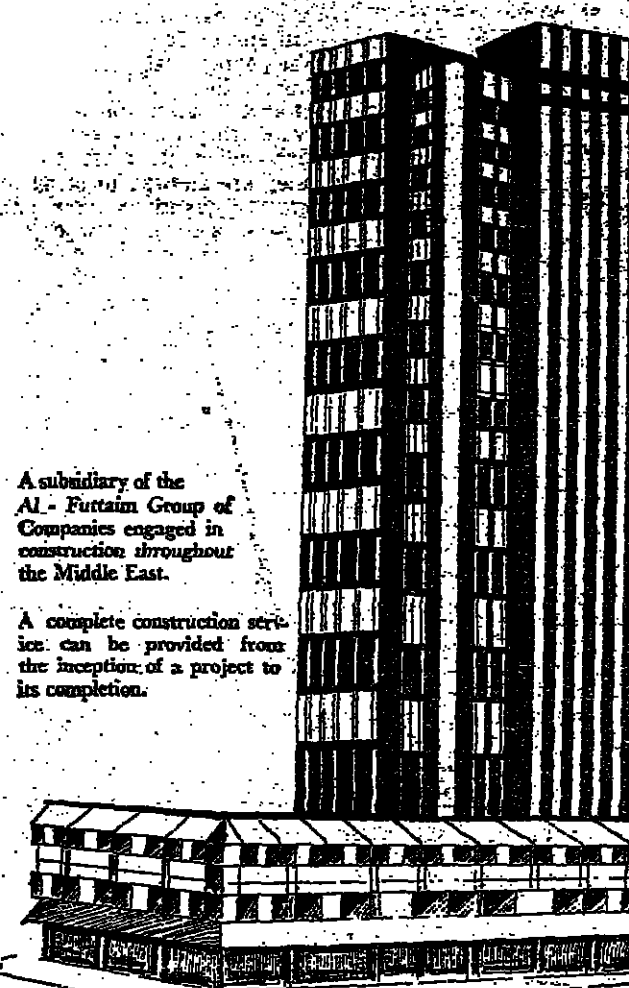 A subsidiary of the
Al - Futtaim Group of
Companies engaged in
construction throughout
the Middle East.
A complete construction serv-
ice can be provided from
the inception of a project to
its completion.